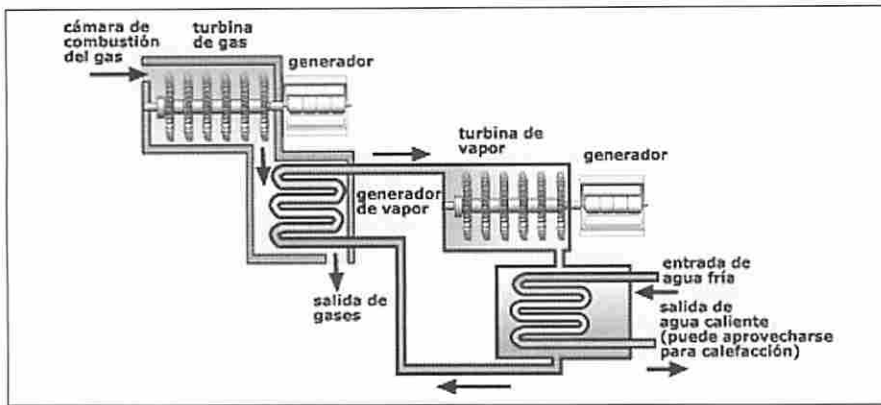 cámara de
combustión
del gas
turbina
de gas
generador
turbina de
vapor
generador
generador
de vapor
entrada de
agua fría
salida de
gases
salida de
agua caliente
(puede aprovecharse
para calefacción)